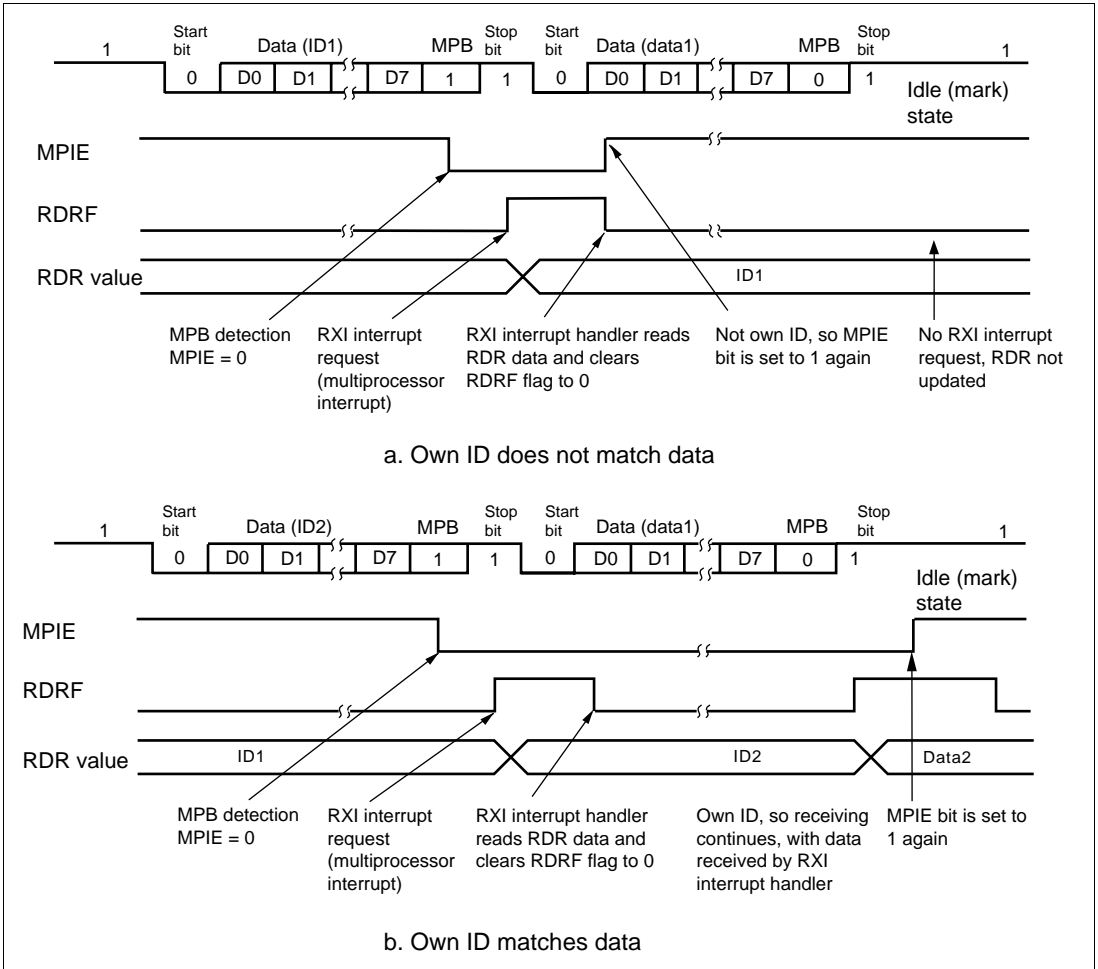 1 Start bit Data (ID1) MPB Stop bit Start bit Data (data1) MPB Stop bit 1
0 D0 D1 D7 1 1 0 D0 D1 D7 0 1
Idle (mark) state
MPIE
RDRF
RDR value ID1
MPB detection
MPIE = 0
RXI interrupt
request
(multiprocessor
interrupt)
RXI interrupt handler reads
RDR data and clears
RDRF flag to 0
Not own ID, so MPIE
bit is set to 1 again
No RXI interrupt
request, RDR not
updated
a. Own ID does not match data
1 Start bit Data (ID2) MPB Stop bit Start bit Data (data1) MPB Stop bit 1
0 D0 D1 D7 1 1 0 D0 D1 D7 0 1
Idle (mark) state
MPIE
RDRF
RDR value ID1 ID2 Data2
MPB detection
MPIE = 0
RXI interrupt
request
(multiprocessor
interrupt)
RXI interrupt handler
reads RDR data and
clears RDRF flag to 0
Own ID, so receiving
continues, with data
received by RXI
interrupt handler
MPIE bit is set to
1 again
b. Own ID matches data